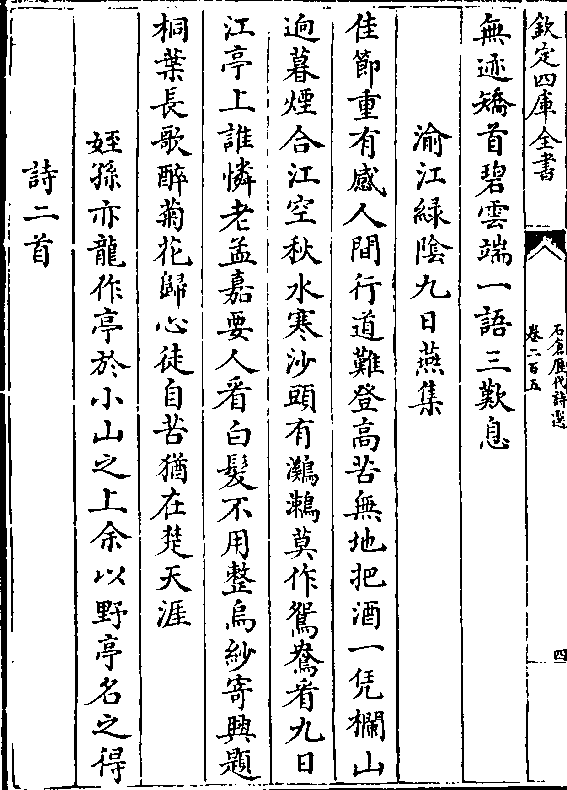 欽定四庫全書
石倉歷代詩選
卷二百五
四
無迹矯首碧雲端一語三歎息
渝江綠陰九日燕集
佳節重有感人間行道難登高苦無地把酒一凭欄山
逈暮煙合江空秋水寒沙頭有鸂鶒莫作鴛鴦看九日
江亭上誰憐老孟嘉要人看白髮不用整烏紗寄興題
桐葉長歌醉菊花歸心徒自苦猶在楚天涯
姪孫亦龍作亭於小山之上余以野亭名之得
詩二首